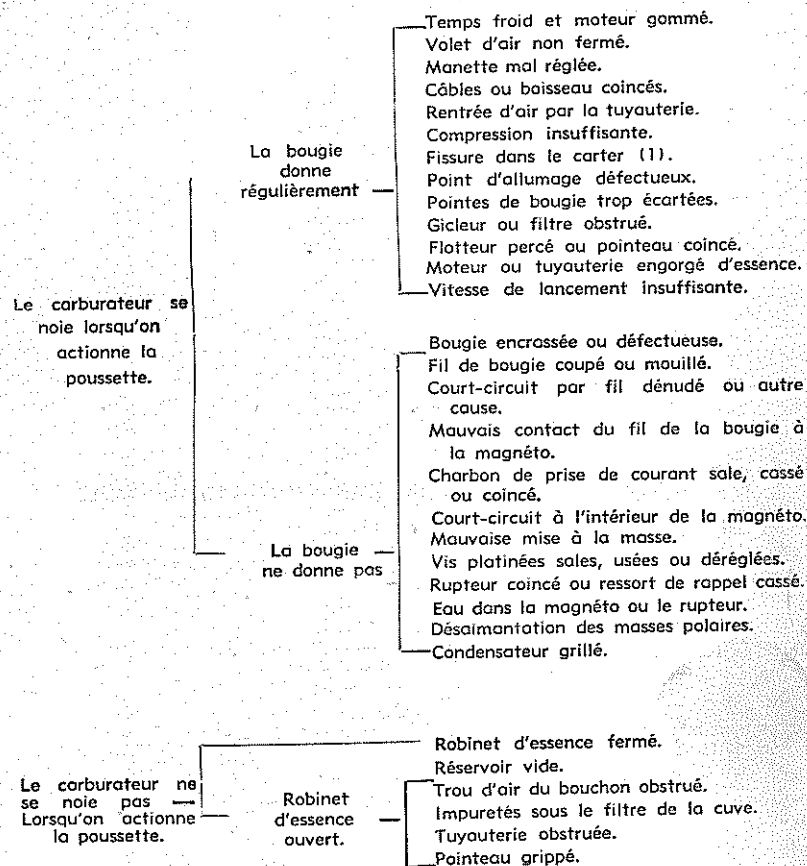 Le carburateur se
noie lorsqu'on
actionne la
poussette.
La bougie
donne
régulièrement
Temps froid et moteur gommé.
Volet d'air non fermé.
Manette mal réglée.
Câbles ou boisseau coincés.
Rentrée d'air par la tuyauterie.
Compression insuffisante.
Fissure dans le carter (1).
Point d'allumage défectueux.
Pointes de bougie trop écartées.
Gicleur ou filtre obstrué.
Flotteur percé ou pointeau coincé.
Moteur ou tuyauterie engorgé d'essence.
Vitesse de lancement insuffisante.
La bougie
ne donne pas
Bougie encrassée ou défectueuse.
Fil de bougie coupé ou mouillé.
Court-circuit par fil dénudé ou autre
cause.
Mauvais contact du fil de la bougie à
la magnéto.
Charbon de prise de courant sale, cassé
ou coincé.
Court-circuit à l'intérieur de la magnéto.
Mauvaise mise à la masse.
Vis platinées sales, usées ou déréglées.
Rupteur coincé ou ressort de rappel cassé.
Eau dans la magnéto ou le rupteur.
Désaimantation des masses polaires.
Condensateur grillé.
Le carburateur ne
se noie pas
Lorsqu'on actionne
la poussette.
Robinet d'essence fermé.
Robinet
d'essence
ouvert.
Réservoir vide.
Trou d'air du bouchon obstrué.
Impuretés sous le filtre de la cuve.
Tuyauterie obstruée.
Pointeau grippé.